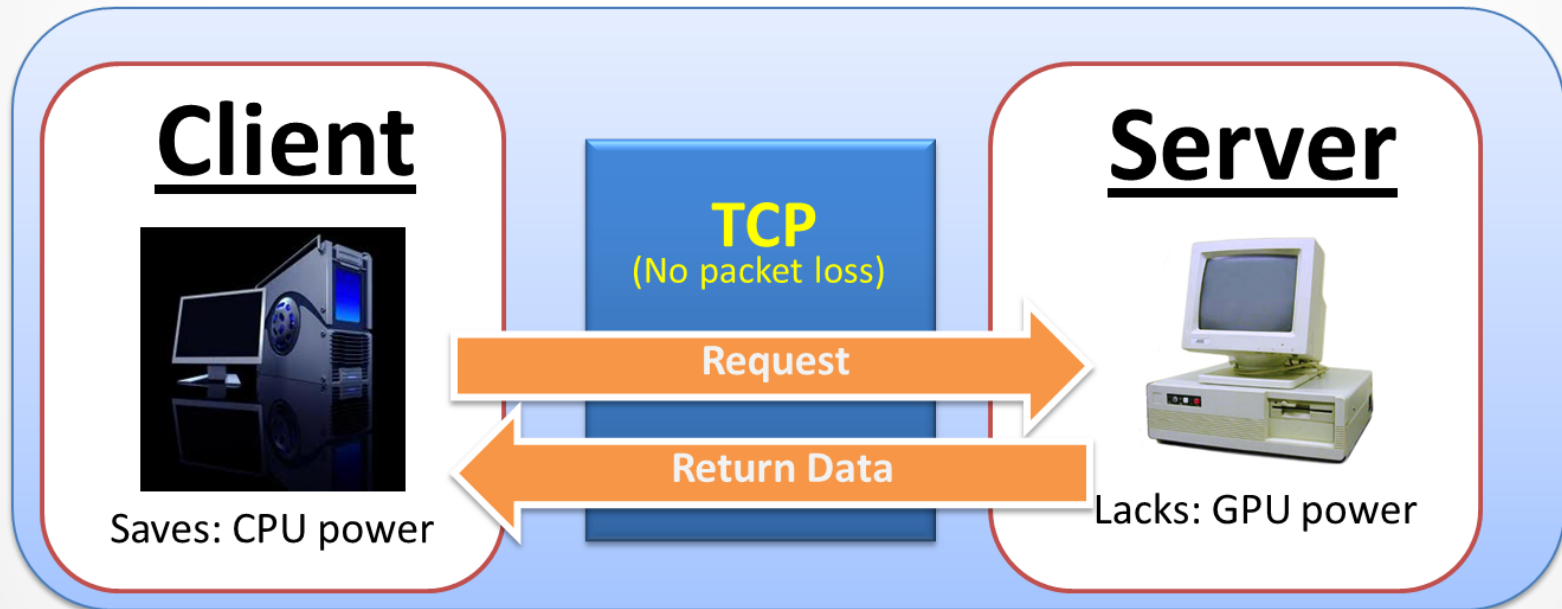 Client
Saves: CPU power
TCP
(No packet loss)
Request
Return Data
Server
Lacks: GPU power